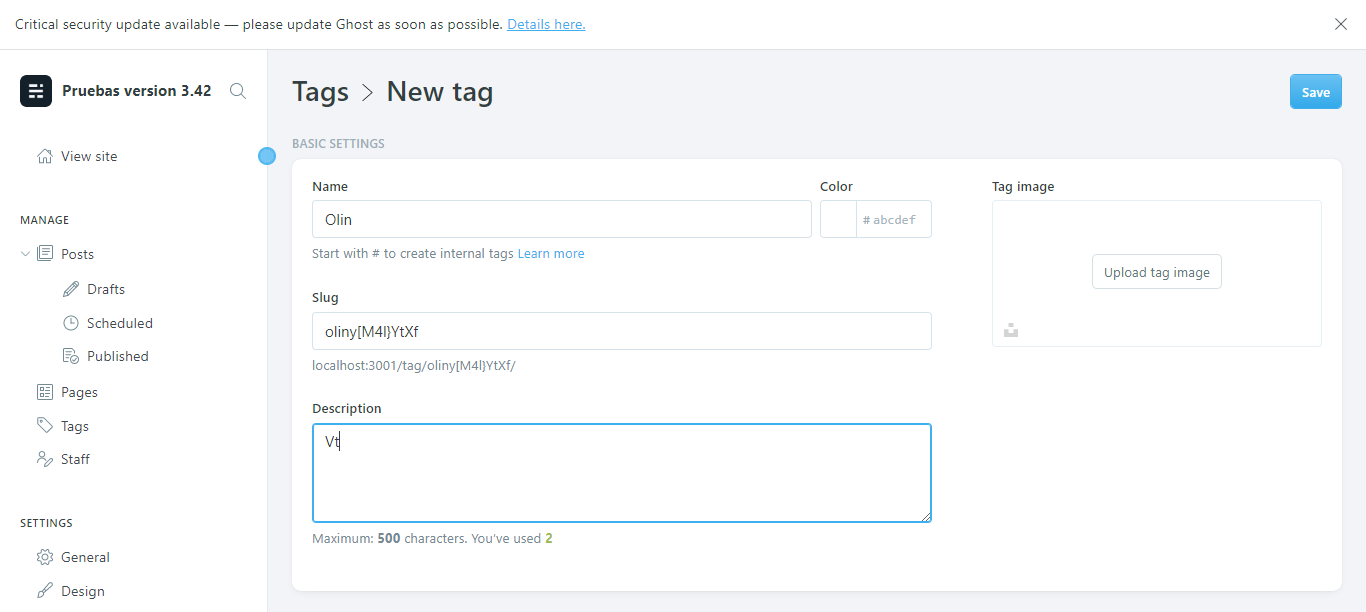 Critical security update available — please update Ghost as soon as possible. Details here.
Pruebas version 3.42
View site
MANAGE
Posts
Drafts
Scheduled
Published
Pages
Tags
Staff
SETTINGS
General
Design
Tags > New tag
Save
BASIC SETTINGS
Name
Olin
Color
# abcdef
Start with # to create internal tags Learn more
Slug
oliny[M4l}YtXf
localhost:3001/tag/oliny[M4l}YtXf/
Description
Vt
Maximum: 500 characters. You've used 2
Tag image
Upload tag image